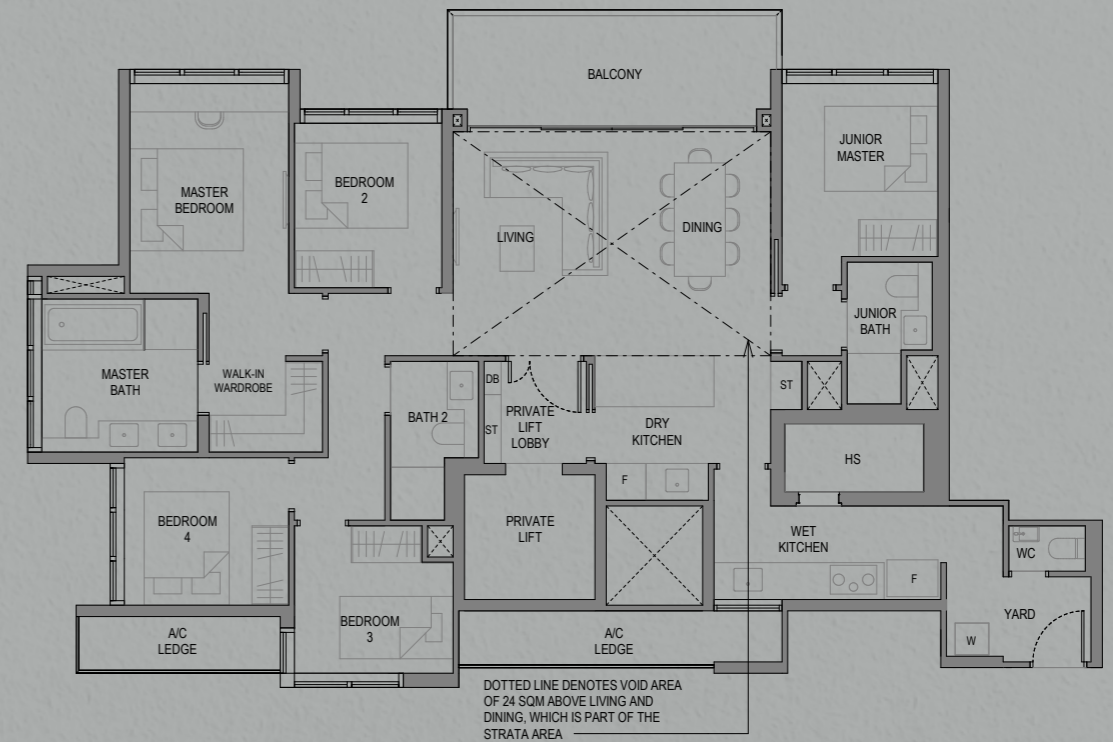 BALCONY
JUNIOR
MASTER
MASTER
BEDROOM
BEDROOM
2
LIVING
DINING
JUNIOR
BATH
MASTER
BATH
WALK-IN
WARDROBE
DB
ST
PRIVATE
LIFT
LOBBY
BATH 2
ST
DRY
KITCHEN
HS
F
BEDROOM
4
PRIVATE
LIFT
WET
KITCHEN
WC
F
BEDROOM
3
YARD
W
A/C
LEDGE
A/C
LEDGE
DOTTED LINE DENOTES VOID AREA
OF 24 SQM ABOVE LIVING AND
DINING, WHICH IS PART OF THE
STRATA AREA